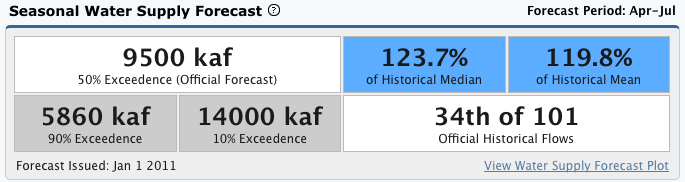 Seasonal Water Supply Forecast ?
Forecast Period: Apr-Jul
9500 kaf
50% Exceedence (Official Forecast)
123.7%
of Historical Median
119.8%
of Historical Mean
5860 kaf
90% Exceedence
14000 kaf
10% Exceedence
34th of 101
Official Historical Flows
Forecast Issued: Jan 1 2011
View Water Supply Forecast Plot